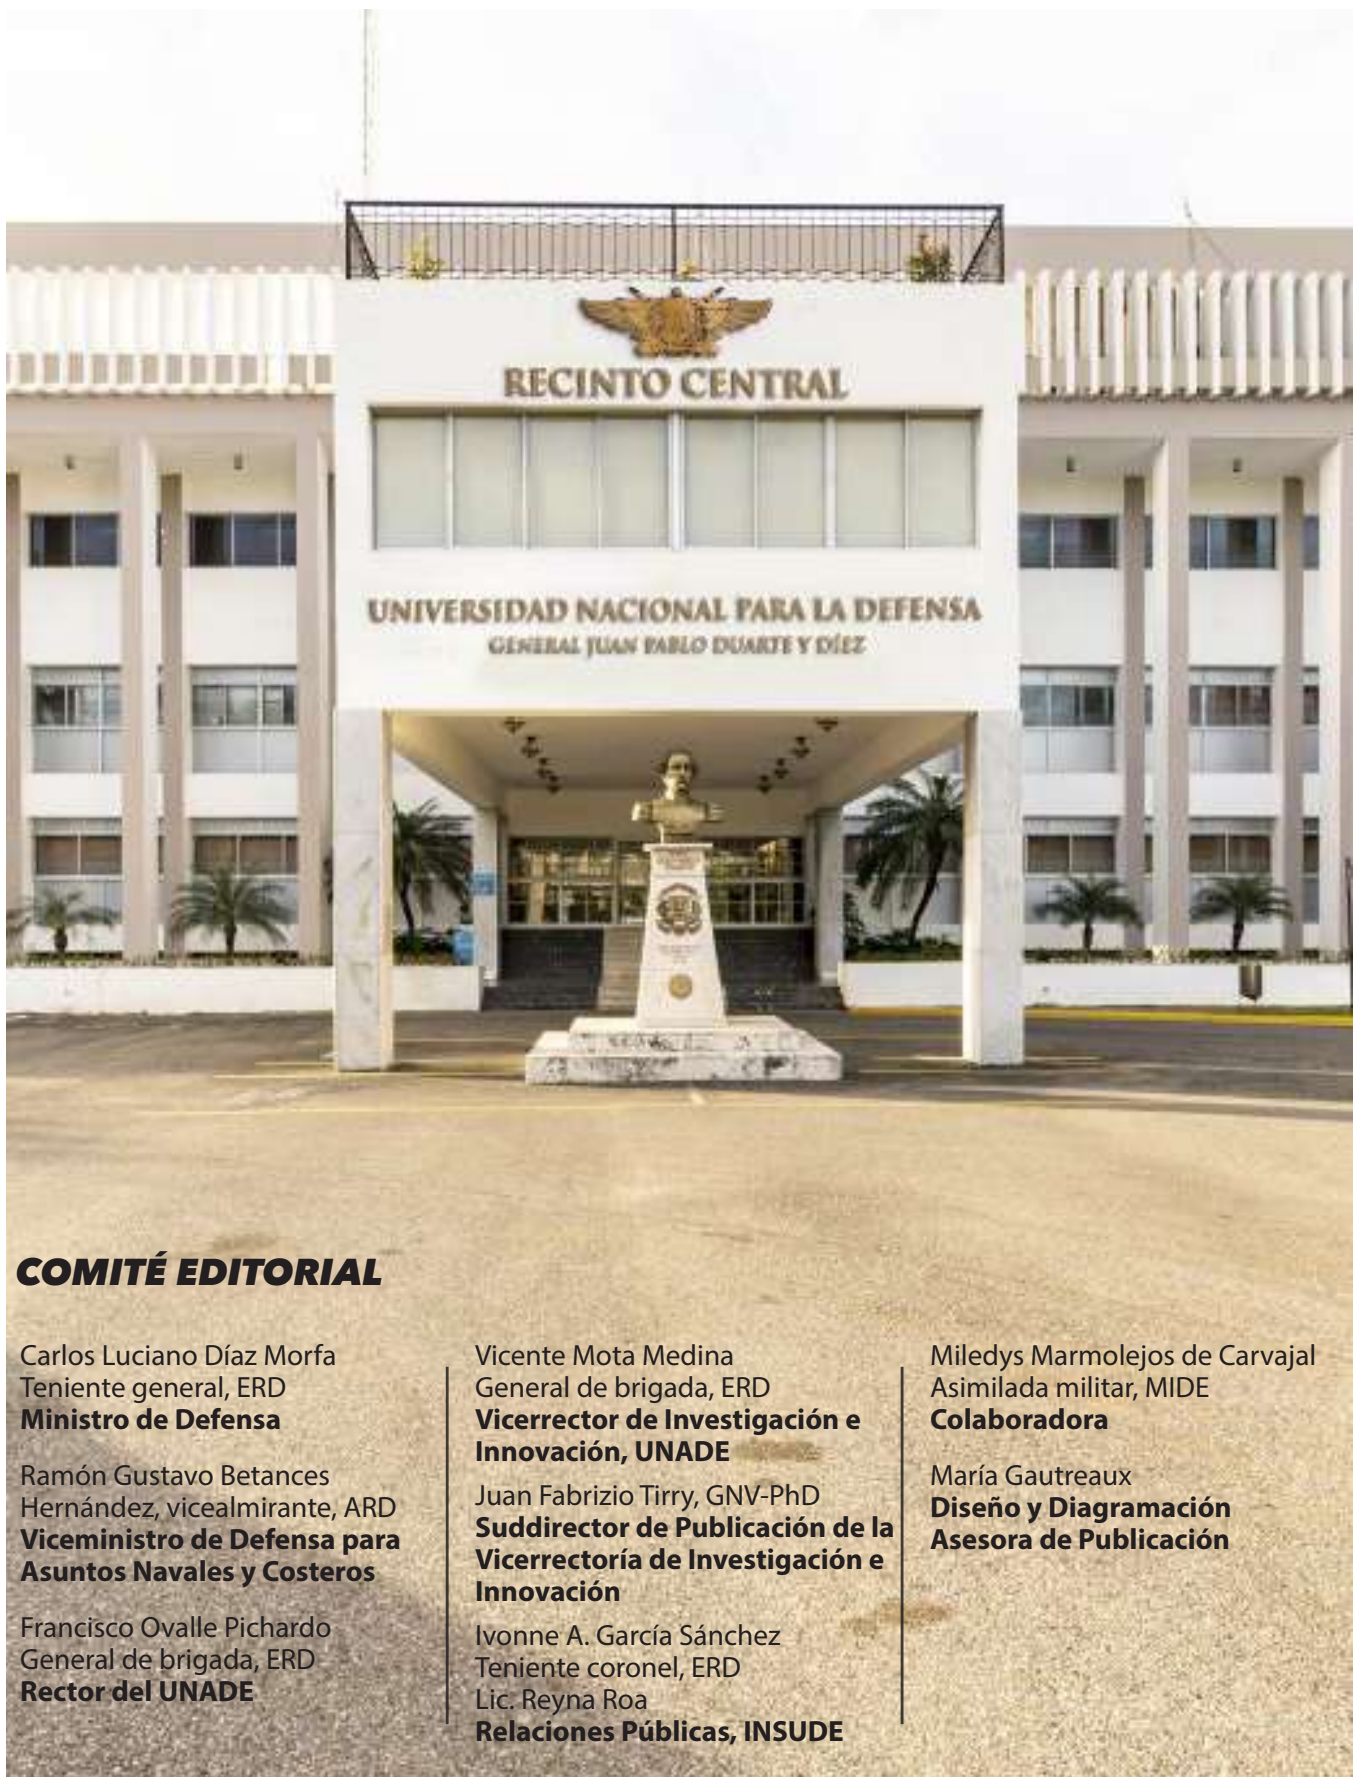 RECINTO CENTRAL
UNIVERSIDAD NACIONAL PARA LA DEFENSA
GENERAL JUAN PABLO DUARTE Y DÍEZ
COMITÉ EDITORIAL
Carlos Luciano Díaz Morfa
Teniente general, ERD
Ministro de Defensa
Ramón Gustavo Betances
Hernández, vicealmirante, ARD
Viceministro de Defensa para
Asuntos Navales y Costeros
Francisco Ovalle Pichardo
General de brigada, ERD
Rector del UNADE
Vicente Mota Medina
General de brigada, ERD
Vicerrector de Investigación e
Innovación, UNADE
Juan Fabrizio Tirry, GNV-PhD
Suddirector de Publicación de la
Vicerrectoría de Investigación e
Innovación
Ivonne A. García Sánchez
Teniente coronel, ERD
Lic. Reyna Roa
Relaciones Públicas, INSUDE
Miledys Marmolejos de Carvajal
Asimilada militar, MIDE
Colaboradora
María Gautreaux
Diseño y Diagramación
Asesora de Publicación